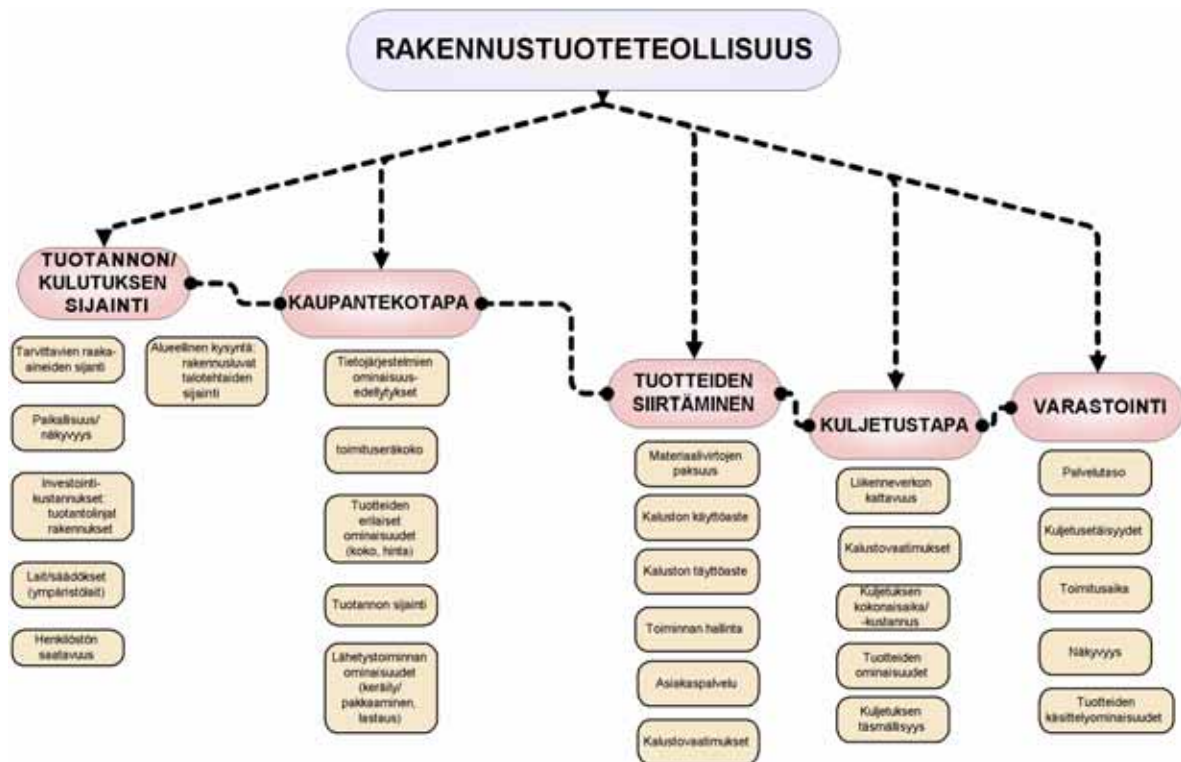 RAKENNUSTUOTETEOLLISUUS
TUOTANNON/
KULUTUKSEN
SIJAINTI
Tarvittavien raaka-
aineiden sijanti
Paikallisuus/
näkyvyys
Investointi-
kustannukset:
tuotantolinjat
rakennukset
Lait/säädökset
(ympäristölait)
Henkilöstön
saatavuus
Alueellinen kysyntä:
rakennusluvat
talotehtaiden
sijainti
KAUPANTEKOTAPA
Tietojärjestelmien
ominaisuus-
edellytykset
toimituseräkoko
Tuotteiden
erilaiset
ominaisuudet
(koko, hinta)
Tuotannon sijainti
Lähetystoiminnan
ominaisuudet
(keräily/
pakkaaminen,
lastaus)
TUOTTEIDEN
SIIRTÄMINEN
Materiaalivirtojen
paksuus
Kaluston käyttöaste
Kaluston täyttöaste
Toiminnan hallinta
Asiakaspalvelu
Kalustovaatimukset
KULJETUSTAPA
Liikenneverkon
kattavuus
Kalustovaatimukset
Kuljetuksen
kokonaisaika/
-kustannus
Tuotteiden
ominaisuudet
Kuljetuksen
täsmällisyys
VARASTOINTI
Palvelutaso
Kuljetusetäisyydet
Toimitusaika
Näkyvyys
Tuotteiden
käsittelyominaisuudet